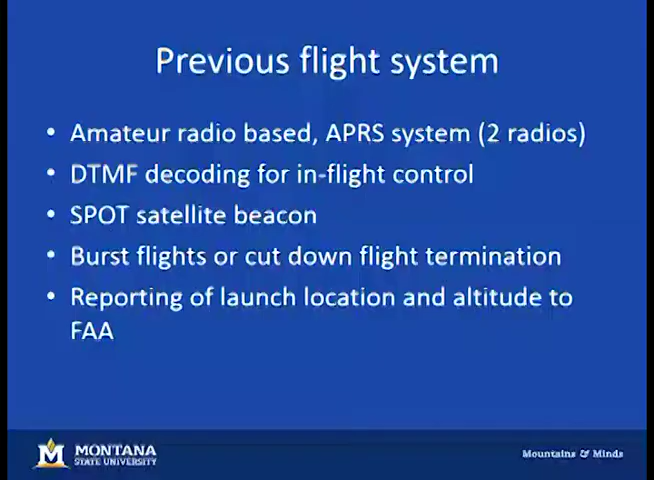 Previous flight system
• Amateur radio based, APRS system (2 radios)
• DTMF decoding for in-flight control
• SPOT satellite beacon
• Burst flights or cut down flight termination
• Reporting of launch location and altitude to
FAA
MONTANA
STATE UNIVERSITY
Mountains & Minds